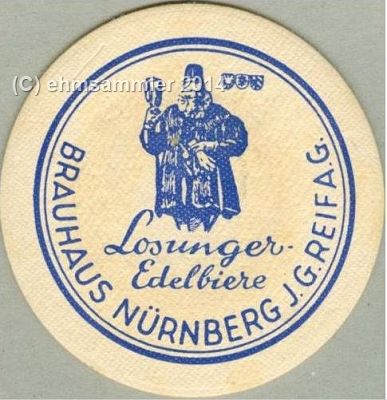 (C) ehmsammler 2014
Losunger-
Edelbiere
BRAUHAUS NÜRNBERG J.G.REIF A.G.